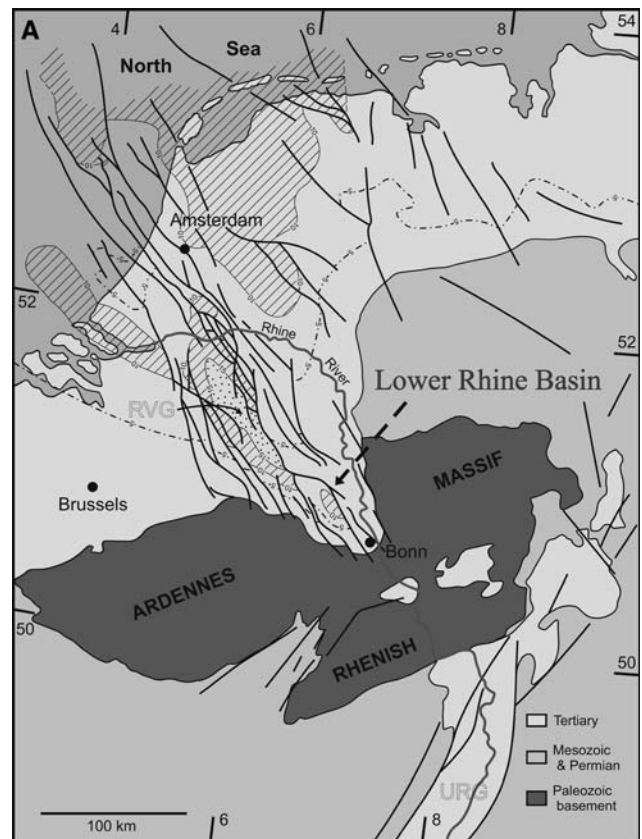 A
4
6
8
54
North
Sea
Amsterdam
52
Rhine
River
52
Lower Rhine Basin
RVG
MASSIF
Brussels
Bonn
ARDENNES
50
RHENISH
50
Tertiary
Mesozoic
& Permian
Paleozoic
basement
URG
100 km
6
8